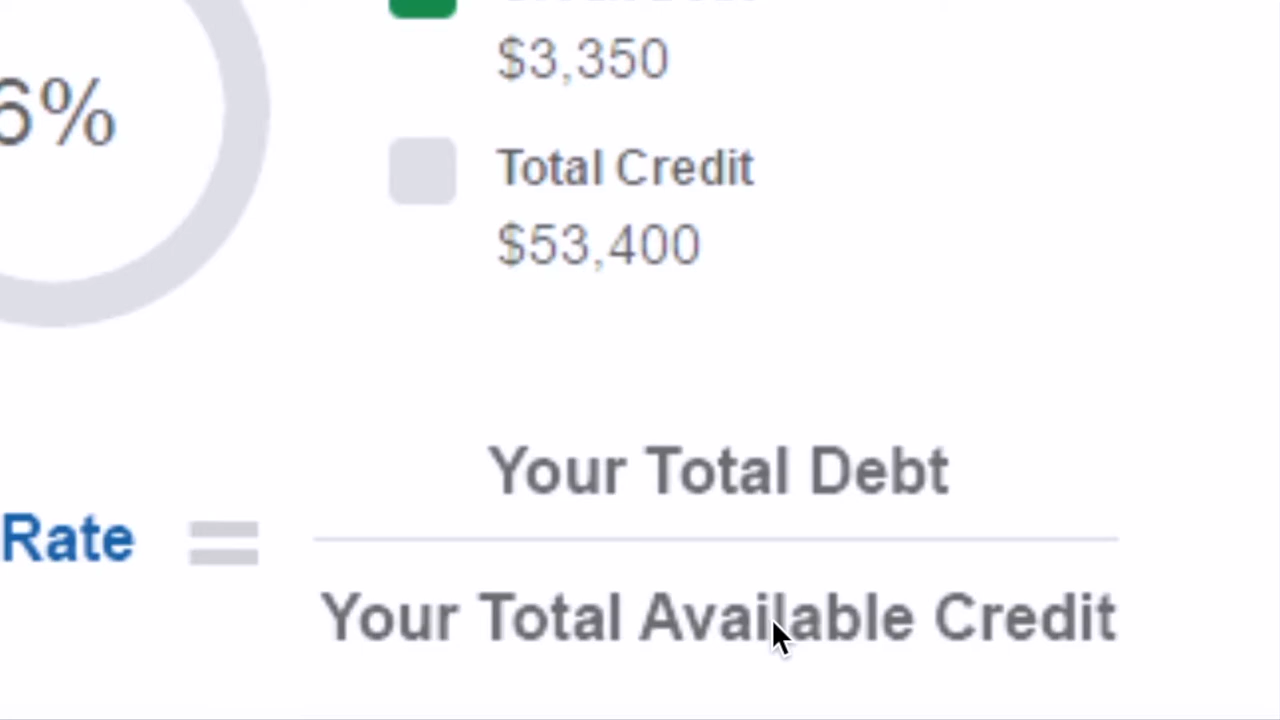 $3,350
6%
Total Credit
$53,400
Your Total Debt
Rate =
Your Total Available Credit